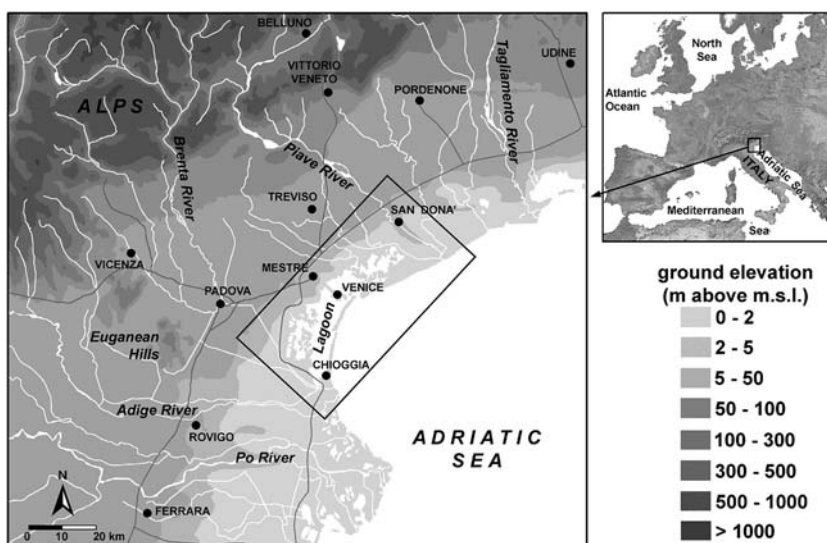 BELLUNO
UDINE
VITTORIO
VENETO
PORDENONE
Tagliamento River
ALPS
Brenta River
Piave River
TREVISO
SAN DONA'
VICENZA
MESTRE
PADOVA
VENICE
Lagoon
Euganean
Hills
CHIOGGIA
Adige River
ROVIGO
ADRIATIC
SEA
Po River
N
FERRARA
0 10 20 km
North
Sea
Atlantic
Ocean
ITALY
Adriatic Sea
Mediterranean
Sea
ground elevation
(m above m.s.l.)
0 - 2
2 - 5
5 - 50
50 - 100
100 - 300
300 - 500
500 - 1000
> 1000